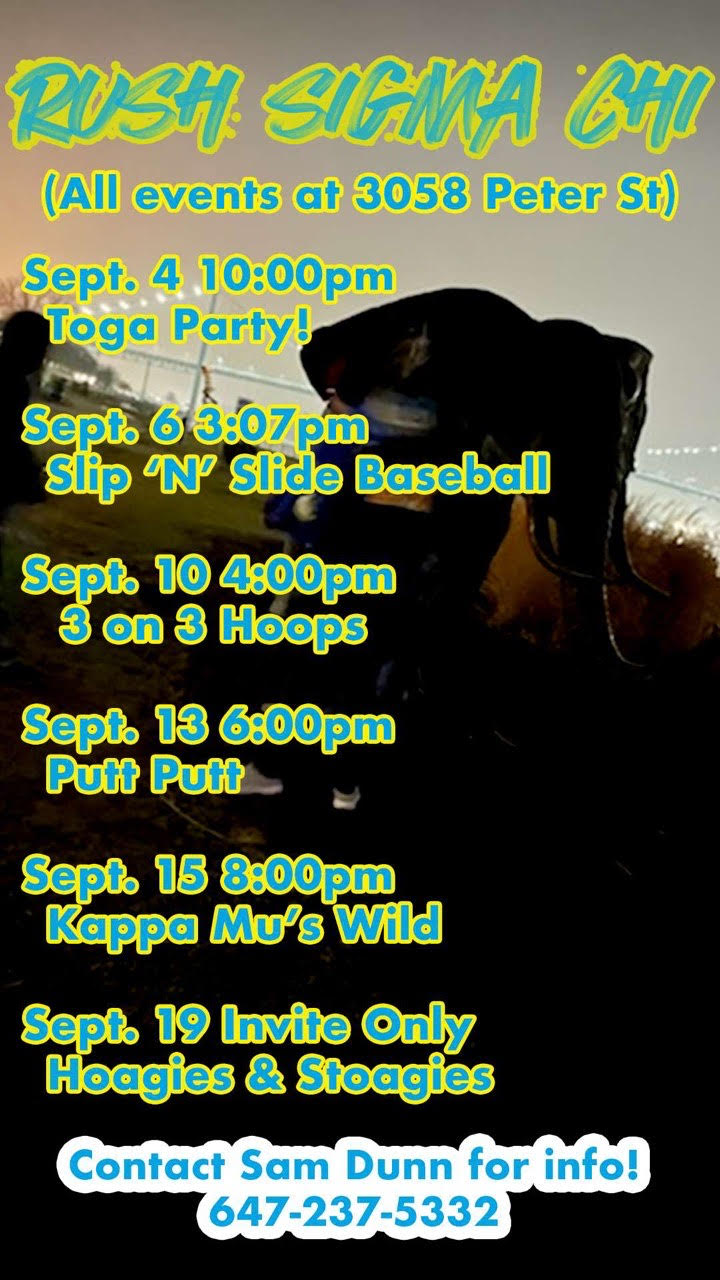 RUSH SIGMA CHI
(All events at 3058 Peter St)
Sept. 4 10:00pm
Toga Party!
Sept. 6 3:07pm
Slip ‘N’ Slide Baseball
Sept. 10 4:00pm
3 on 3 Hoops
Sept. 13 6:00pm
Putt Putt
Sept. 15 8:00pm
Kappa Mu’s Wild
Sept. 19 Invite Only
Hoagies & Stoagies
Contact Sam Dunn for info!
647-237-5332